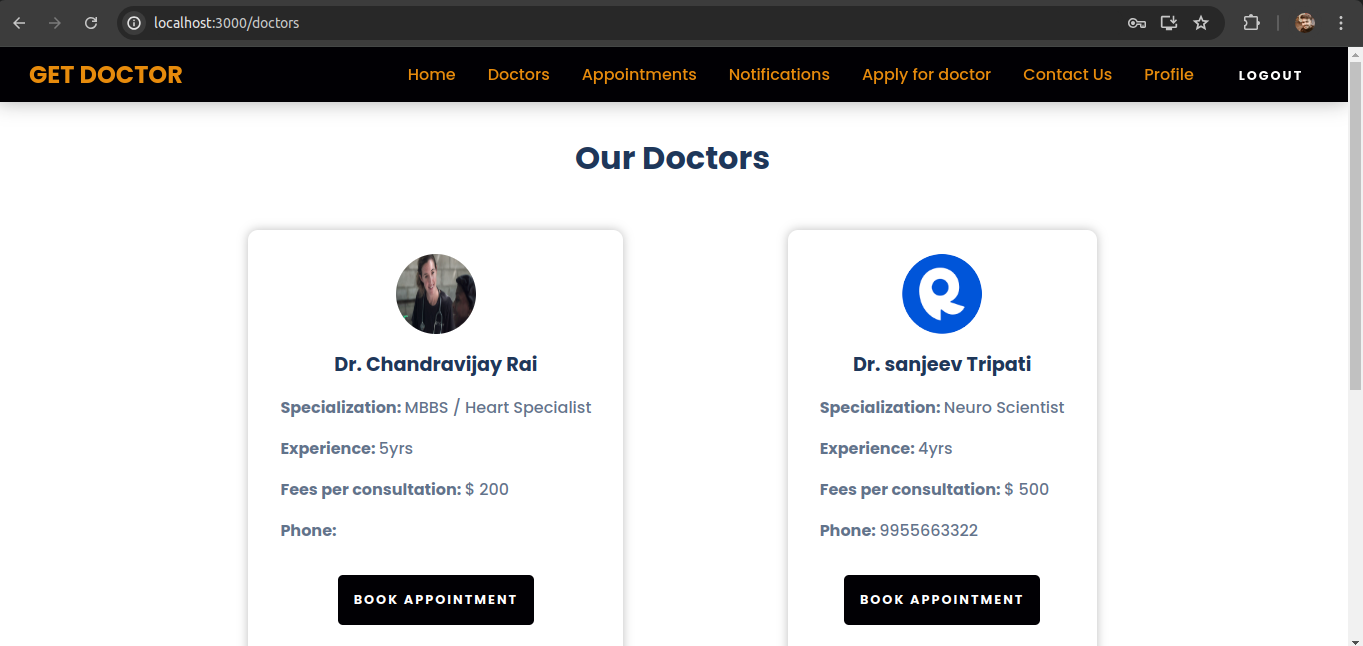 localhost:3000/doctors
GET DOCTOR
Home
Doctors
Appointments
Notifications
Apply for doctor
Contact Us
Profile
LOGOUT
Our Doctors
Dr. Chandravijay Rai
Specialization: MBBS / Heart Specialist
Experience: 5yrs
Fees per consultation: $ 200
Phone:
BOOK APPOINTMENT
Dr. sanjeev Tripati
Specialization: Neuro Scientist
Experience: 4yrs
Fees per consultation: $ 500
Phone: 9955663322
BOOK APPOINTMENT